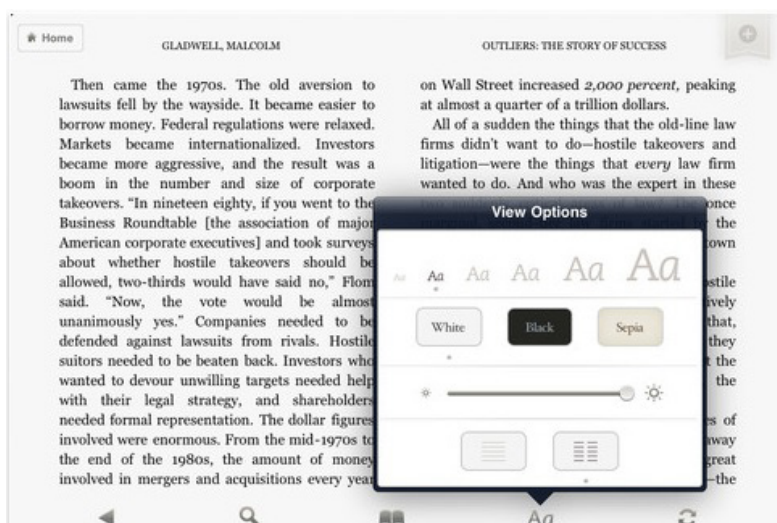 Home
GLADWELL, MALCOLM
OUTLIERS: THE STORY OF SUCCESS
Then came the 1970s. The old aversion to
lawsuits fell by the wayside. It became easier to
borrow money. Federal regulations were relaxed.
Markets became internationalized. Investors
became more aggressive, and the result was a
boom in the number and size of corporate
takeovers. “In nineteen eighty, if you went to the
Business Roundtable [the association of major
American corporate executives] and took surveys
about whether hostile takeovers should be
allowed, two-thirds would have said no,” Flom
said. “Now, the vote would be almost
unanimously yes.” Companies needed to be
defended against lawsuits from rivals. Hostile
suitors needed to be beaten back. Investors who
wanted to devour unwilling targets needed help
with their legal strategy, and shareholders
needed formal representation. The dollar figures
involved were enormous. From the mid-1970s to
the end of the 1980s, the amount of money
involved in mergers and acquisitions every year
on Wall Street increased 2,000 percent, peaking
at almost a quarter of a trillion dollars.
All of a sudden the things that the old-line law
firms didn’t want to do—hostile takeovers and
litigation—were the things that every law firm
wanted to do. And who was the expert in these
once
the
that,
they
the
the
of
great
—the
View Options
Aa Aa Aa Aa Aa Aa
White Black Sepia
Aa